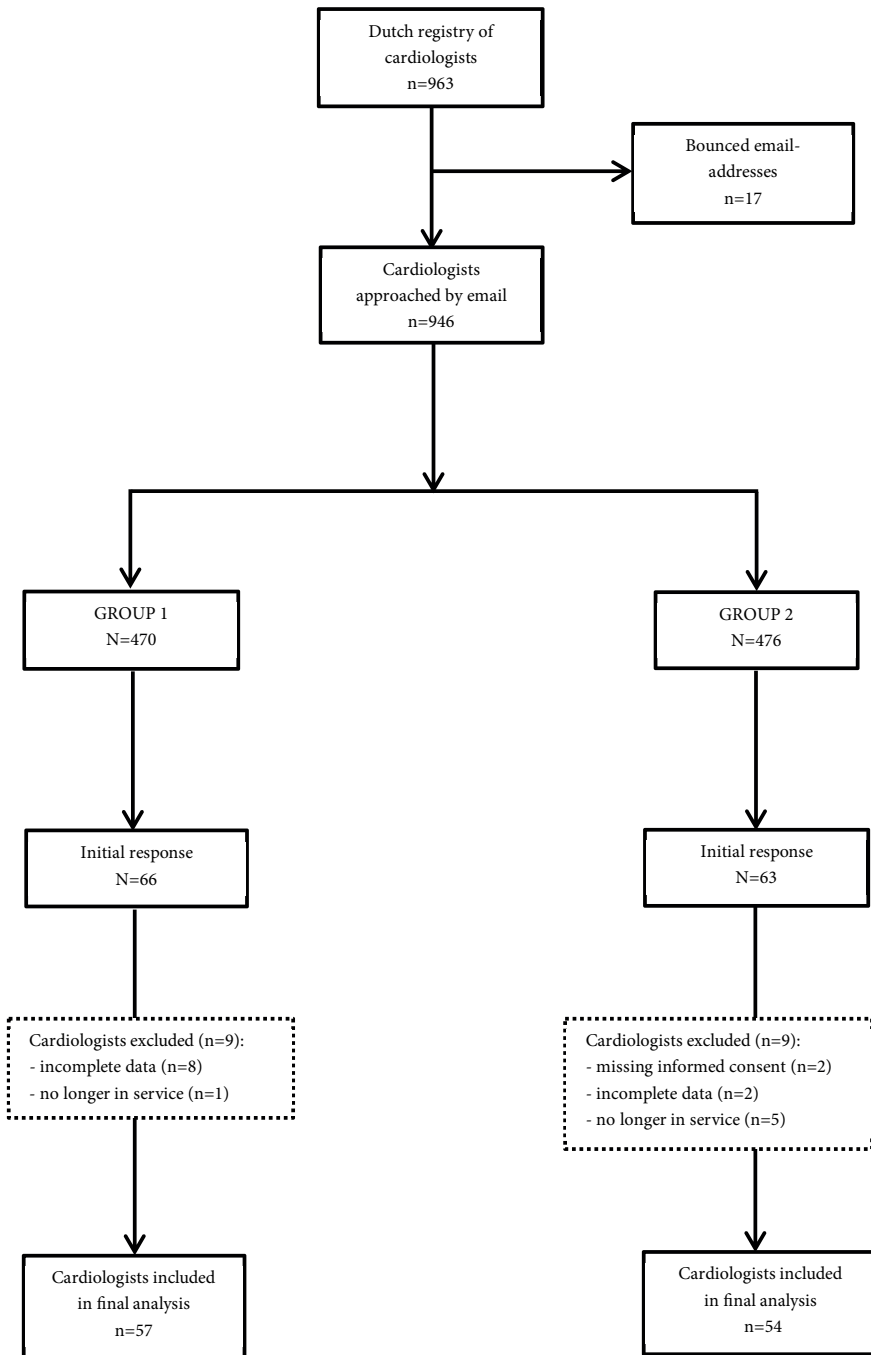 Dutch registry of
cardiologists
n=963
Bounced email-
addresses
n=17
Cardiologists
approached by email
n=946
GROUP 1
N=470
GROUP 2
N=476
Initial response
N=66
Initial response
N=63
Cardiologists excluded (n=9):
- incomplete data (n=8)
- no longer in service (n=1)
Cardiologists excluded (n=9):
- missing informed consent (n=2)
- incomplete data (n=2)
- no longer in service (n=5)
Cardiologists included
in final analysis
n=57
Cardiologists included
in final analysis
n=54